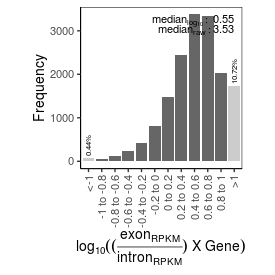 median log10 : 0.55
median raw : 3.53
Frequency
3000
2000
1000
0
0.44%
10.72%
<-1
-1 to -0.8
-0.8 to -0.6
-0.6 to -0.4
-0.4 to -0.2
-0.2 to 0
0 to 0.2
0.2 to 0.4
0.4 to 0.6
0.6 to 0.8
0.8 to 1
>1
log10((exonRPKM/intronRPKM) X Gene)